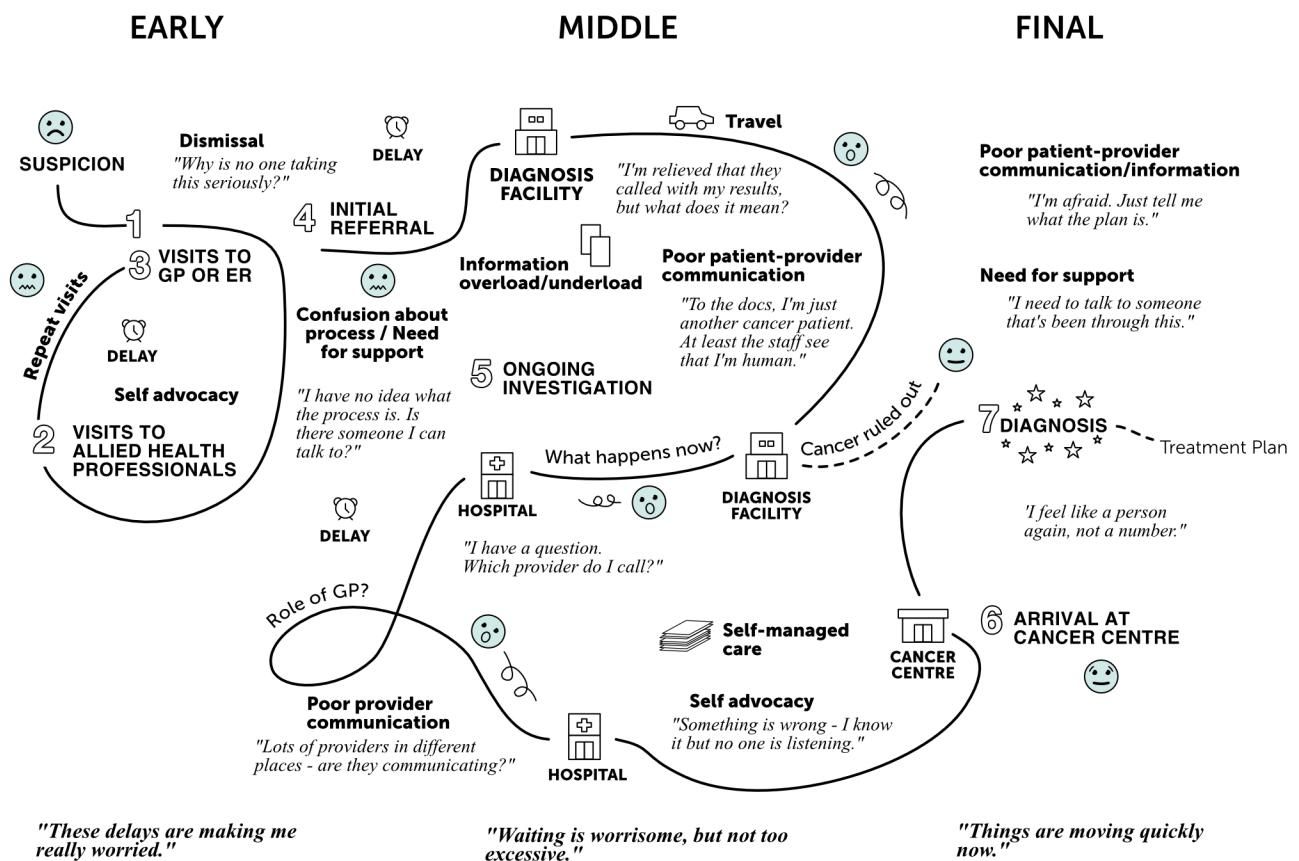 EARLY
MIDDLE
FINAL
SUSPICION
Dismissal
"Why is no one taking
this seriously?"
DELAY
1
3 VISITS TO
GP OR ER
Repeat visits
DELAY
Self advocacy
2 VISITS TO
ALLIED HEALTH
PROFESSIONALS
4 INITIAL
REFERRAL
Confusion about
process / Need
for support
"I have no idea what
the process is. Is
there someone I can
talk to?"
DELAY
DIAGNOSIS
FACILITY
Travel
"I'm relieved that they
called with my results,
but what does it mean?
Information
overload/underload
Poor patient-provider
communication
"To the docs, I'm just
another cancer patient.
At least the staff see
that I'm human."
5 ONGOING
INVESTIGATION
What happens now?
HOSPITAL
DIAGNOSIS
FACILITY
Cancer ruled out
"I have a question.
Which provider do I call?"
Role of GP?
Poor provider
communication
"Lots of providers in different
places - are they communicating?"
HOSPITAL
Self-managed
care
Self advocacy
"Something is wrong - I know
it but no one is listening."
Poor patient-provider
communication/information
"I'm afraid. Just tell me
what the plan is."
Need for support
"I need to talk to someone
that's been through this."
7 DIAGNOSIS
Treatment Plan
'I feel like a person
again, not a number."
6 ARRIVAL AT
CANCER CENTRE
CANCER
CENTRE
"These delays are making me
really worried."
"Waiting is worrisome, but not too
excessive."
"Things are moving quickly
now."